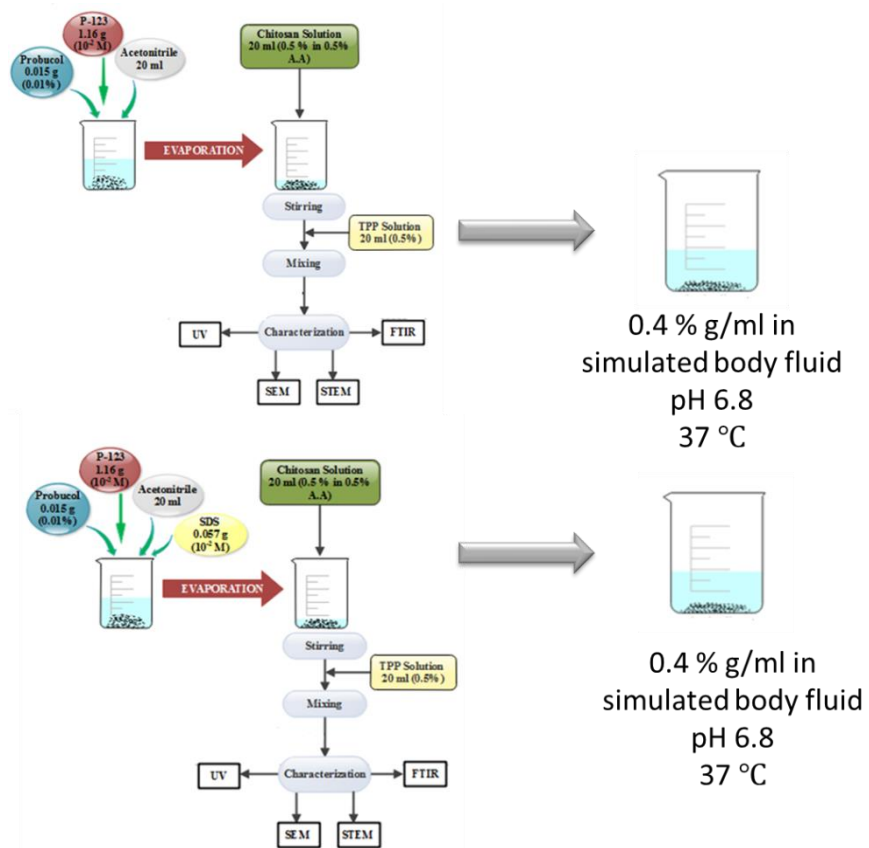 P-123
1.16 g
(10⁻² M)
Probucol
0.015 g
(0.01%)
Acetonitrile
20 ml
Chitosan Solution
20 ml (0.5 % in 0.5%
A.A)
EVAPORATION
Stirring
TPP Solution
20 ml (0.5%)
Mixing
UV
Characterization
FTIR
SEM
STEM
0.4 % g/ml in
simulated body fluid
pH 6.8
37 °C
P-123
1.16 g
(10⁻² M)
Probucol
0.015 g
(0.01%)
Acetonitrile
20 ml
SDS
0.057 g
(10⁻² M)
Chitosan Solution
20 ml (0.5 % in 0.5%
A.A)
EVAPORATION
Stirring
TPP Solution
20 ml (0.5% )
Mixing
UV
Characterization
FTIR
SEM
STEM
0.4 % g/ml in
simulated body fluid
pH 6.8
37 °C